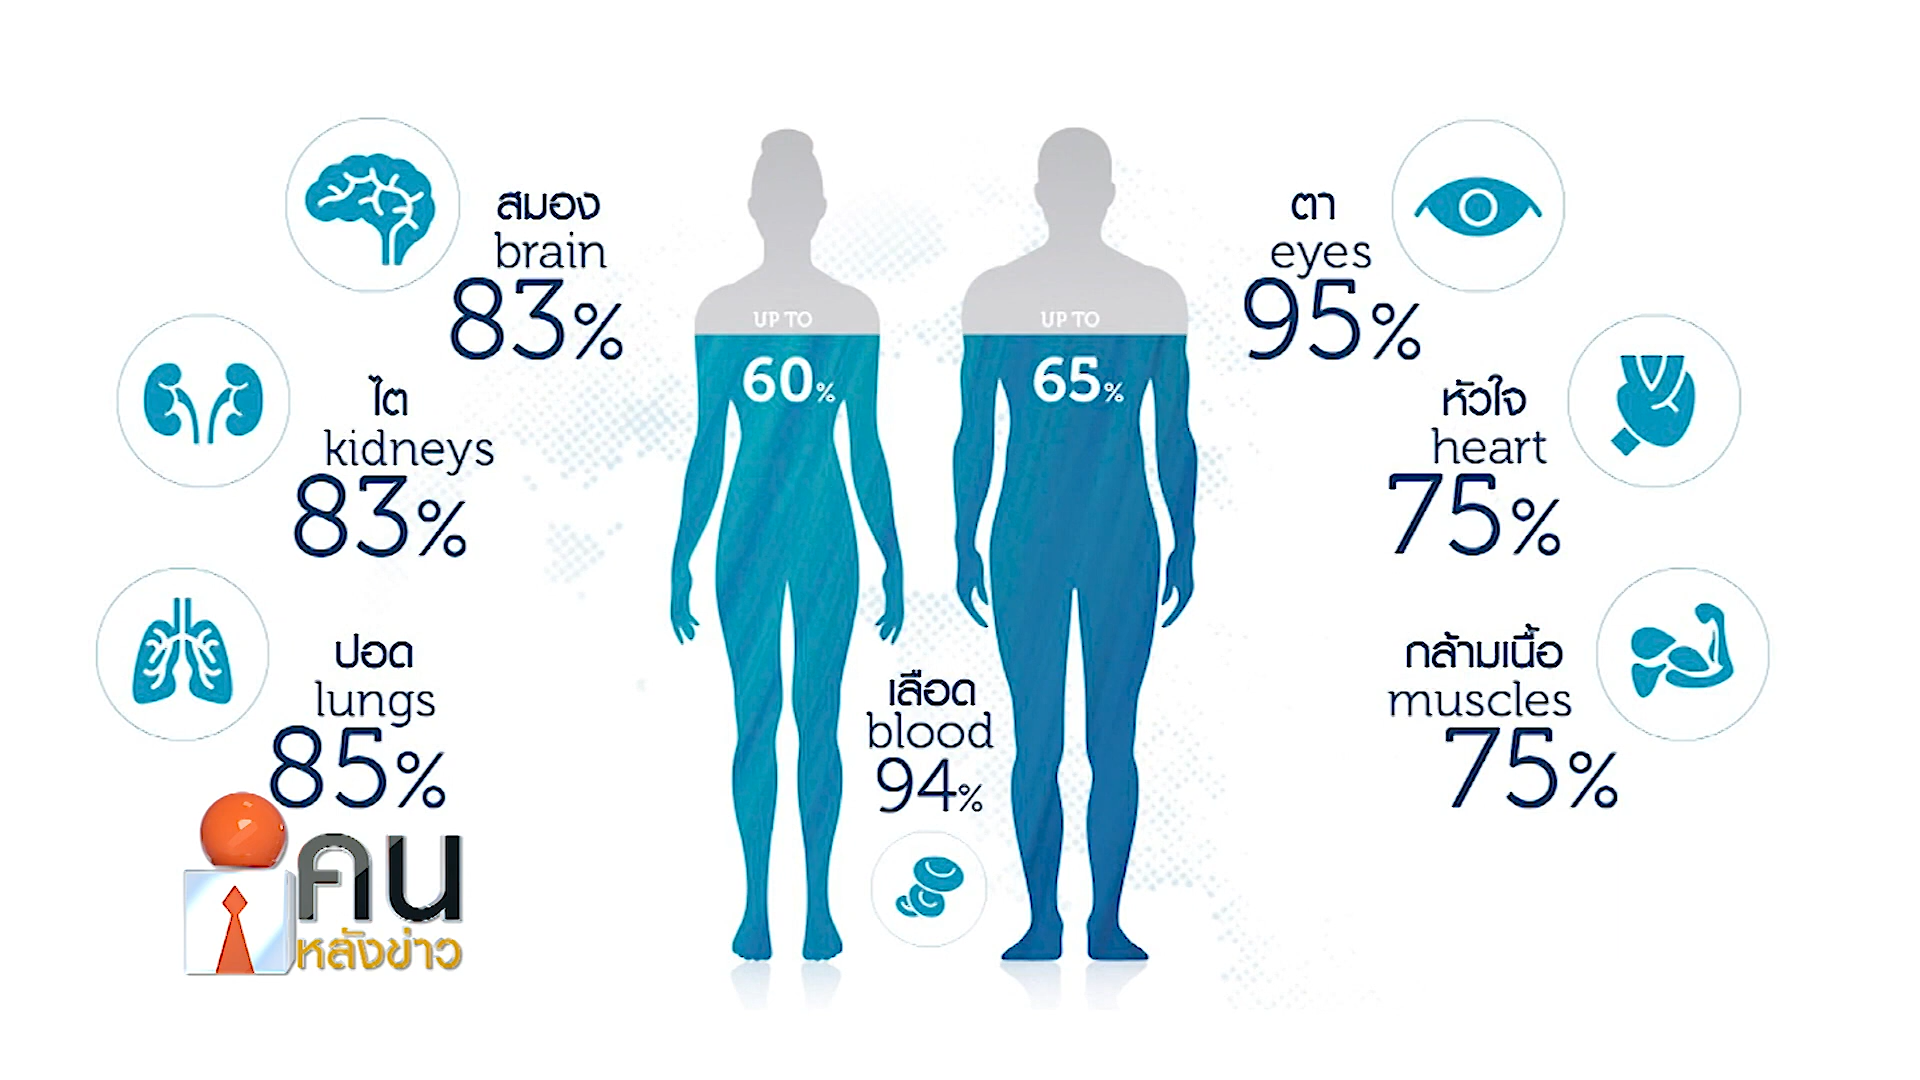 สมอง
brain
83%
ไต
kidneys
83%
ปอด
lungs
85%
UP TO
60%
UP TO
65%
เลือด
blood
94%
ตา
eyes
95%
หัวใจ
heart
75%
กล้ามเนื้อ
muscles
75%
คน
หลังข่าว